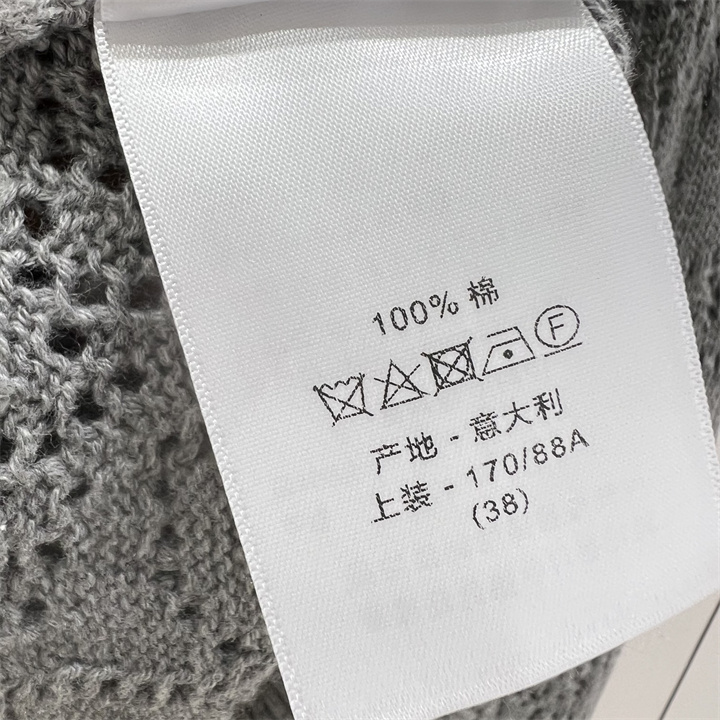 100% 棉
F
产地 - 意大利
上装 - 170/88A
(38)